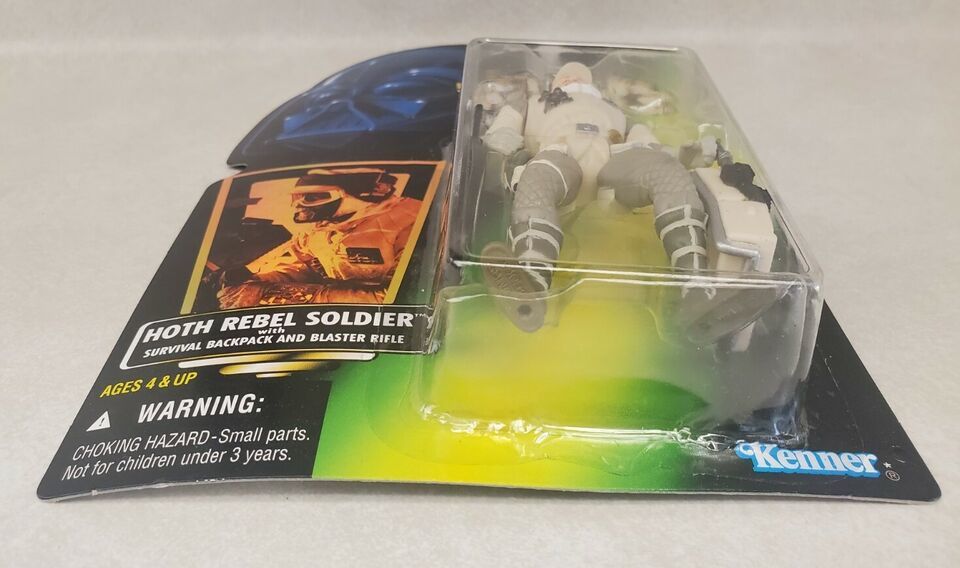 HOTH REBEL SOLDIER™
with
SURVIVAL BACKPACK AND BLASTER RIFLE
AGES 4 & UP
WARNING:
CHOKING HAZARD-Small parts.
Not for children under 3 years.
Kenner®